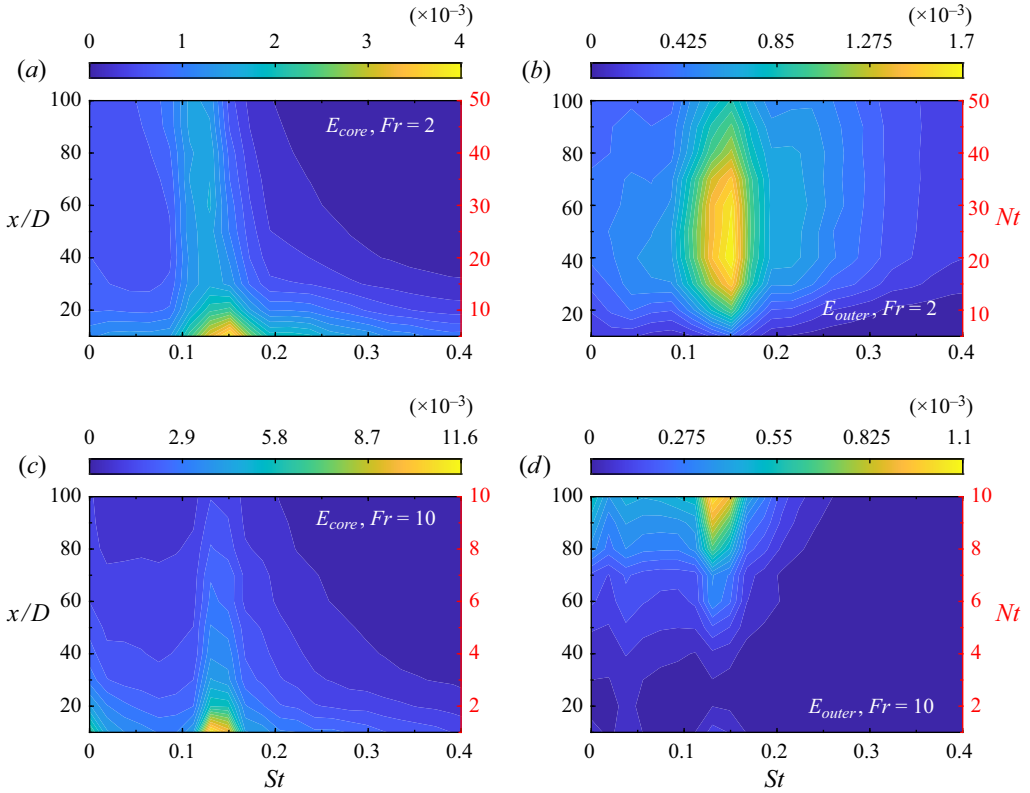 (×10–3) (×10–3)
0 1 2 3 4 0 0.425 0.85 1.275 1.7
(a) (b)
100 50 100 50
E_core, Fr = 2
80 40 80 40
x/D 60 30 60 30 Nt
40 20 40 20
20 10 20 10
E_outer, Fr = 2
0 0.1 0.2 0.3 0.4 0 0.1 0.2 0.3 0.4
(×10–3) (×10–3)
0 2.9 5.8 8.7 11.6 0 0.275 0.55 0.825 1.1
(c) (d)
100 10 100 10
E_core, Fr = 10
80 8 80 8
x/D 60 6 60 6 Nt
40 4 40 4
20 2 20 2
E_outer, Fr = 10
0 0.1 0.2 0.3 0.4 0 0.1 0.2 0.3 0.4
St St